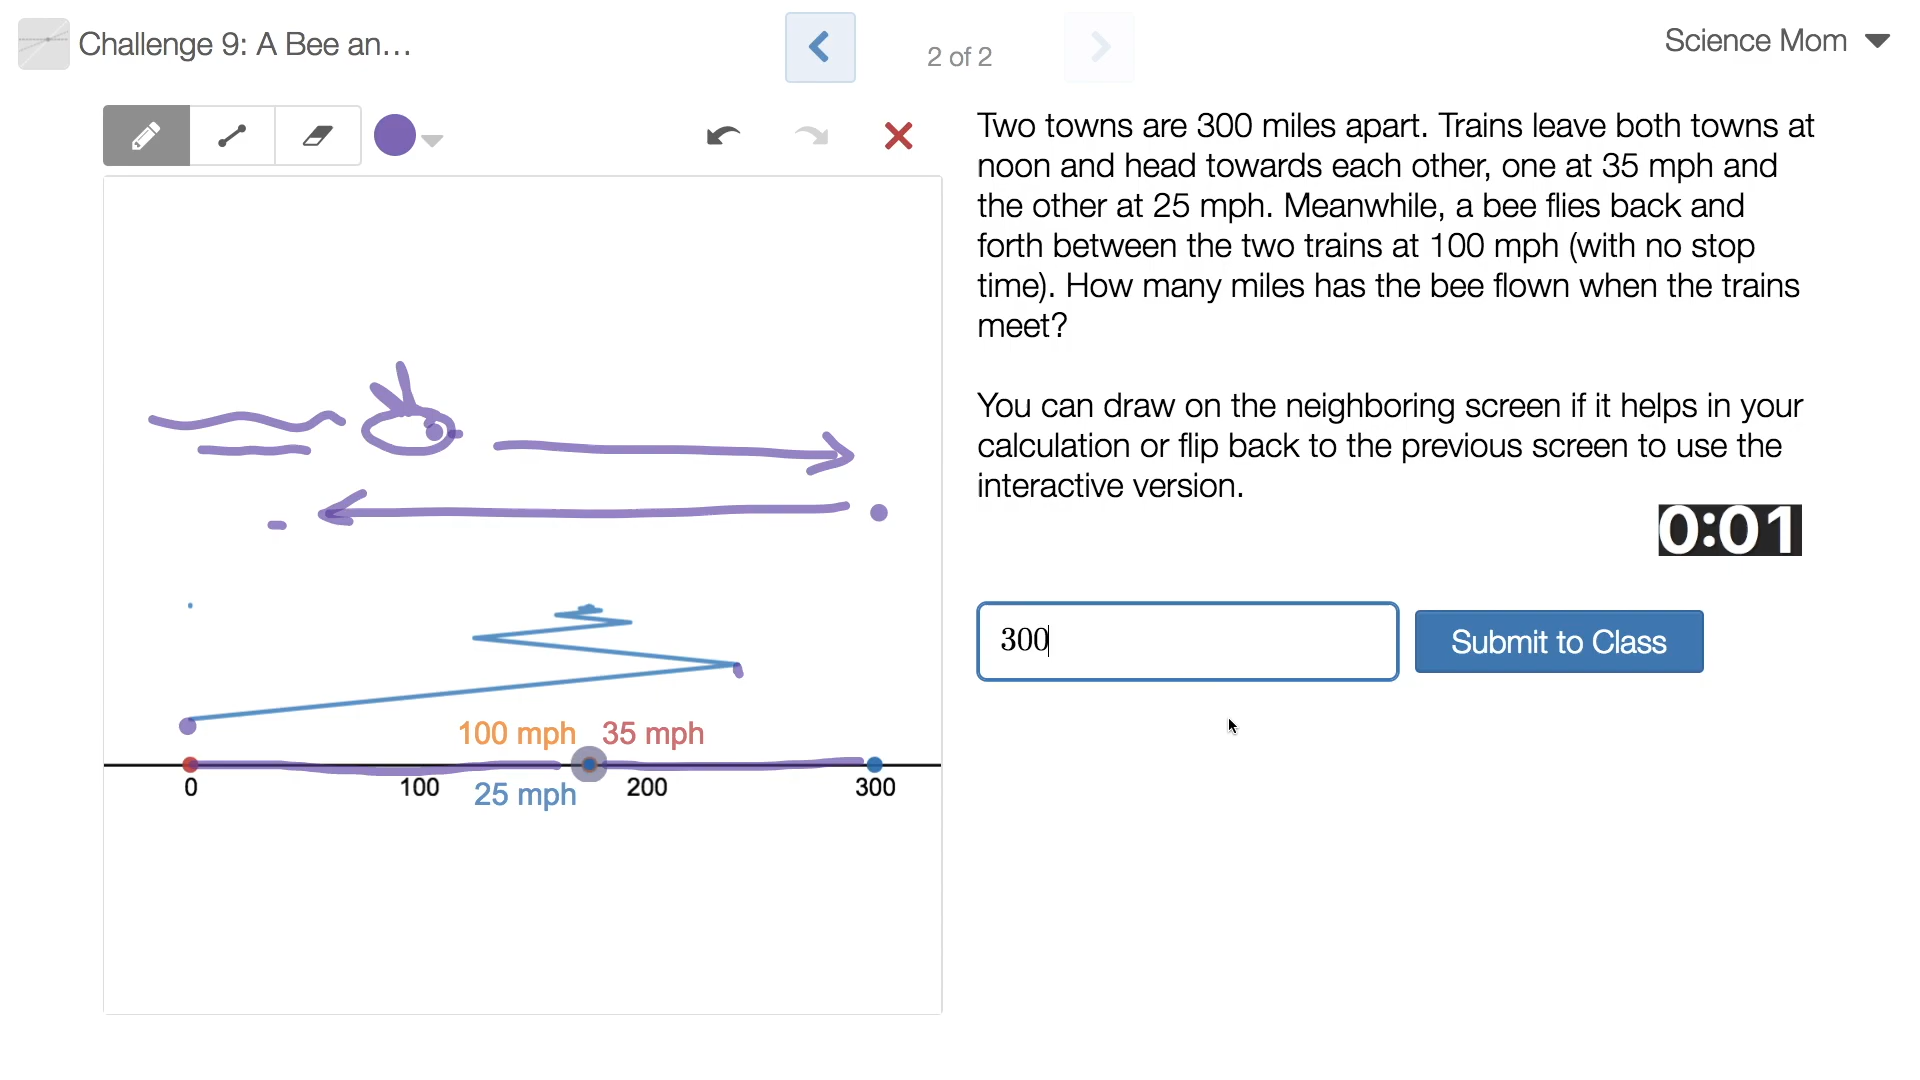 Challenge 9: A Bee an...
2 of 2
Science Mom
Two towns are 300 miles apart. Trains leave both towns at
noon and head towards each other, one at 35 mph and
the other at 25 mph. Meanwhile, a bee flies back and
forth between the two trains at 100 mph (with no stop
time). How many miles has the bee flown when the trains
meet?
You can draw on the neighboring screen if it helps in your
calculation or flip back to the previous screen to use the
interactive version.
0:01
300
Submit to Class
100 mph 35 mph
0 100 200 300
25 mph